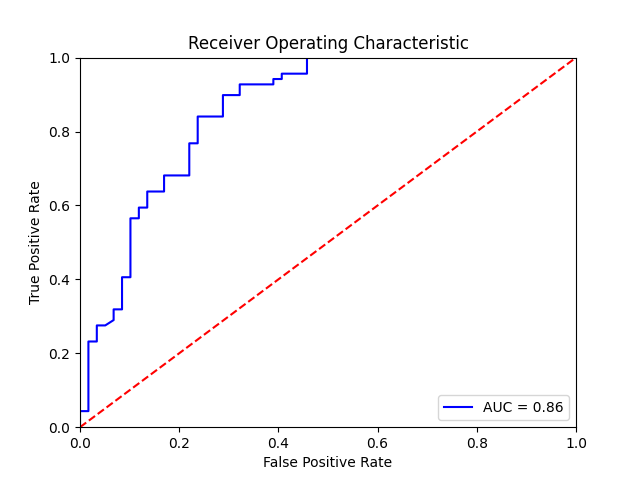 Receiver Operating Characteristic
1.0
0.8
0.6
0.4
0.2
0.0
True Positive Rate
AUC = 0.86
0.0 0.2 0.4 0.6 0.8 1.0
False Positive Rate